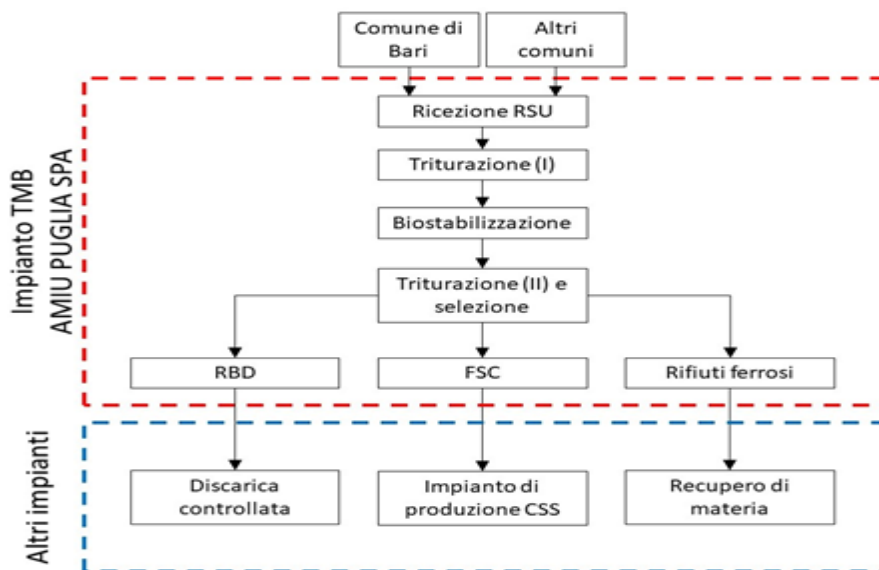 Comune di
Bari
Altri
comuni
Impianto TMB
AMIU PUGLIA SPA
Ricezione RSU
Triturazione (I)
Biostabilizzazione
Triturazione (II) e
selezione
RBD
FSC
Rifiuti ferrosi
Altri impianti
Discarica
controllata
Impianto di
produzione CSS
Recupero di
materia